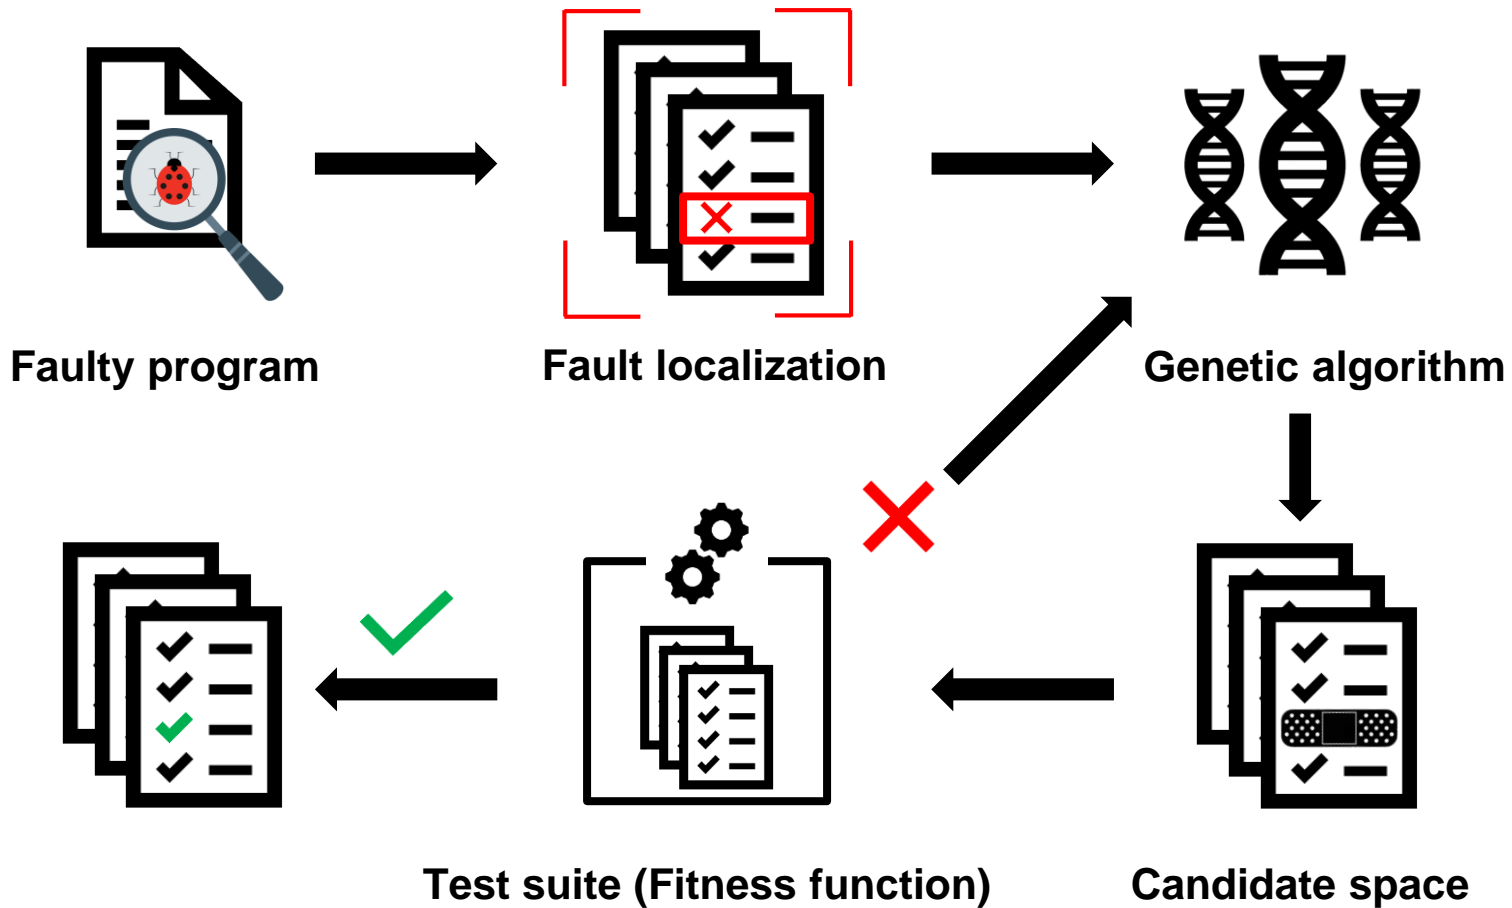 Faulty program
Fault localization
Genetic algorithm
Test suite (Fitness function)
Candidate space